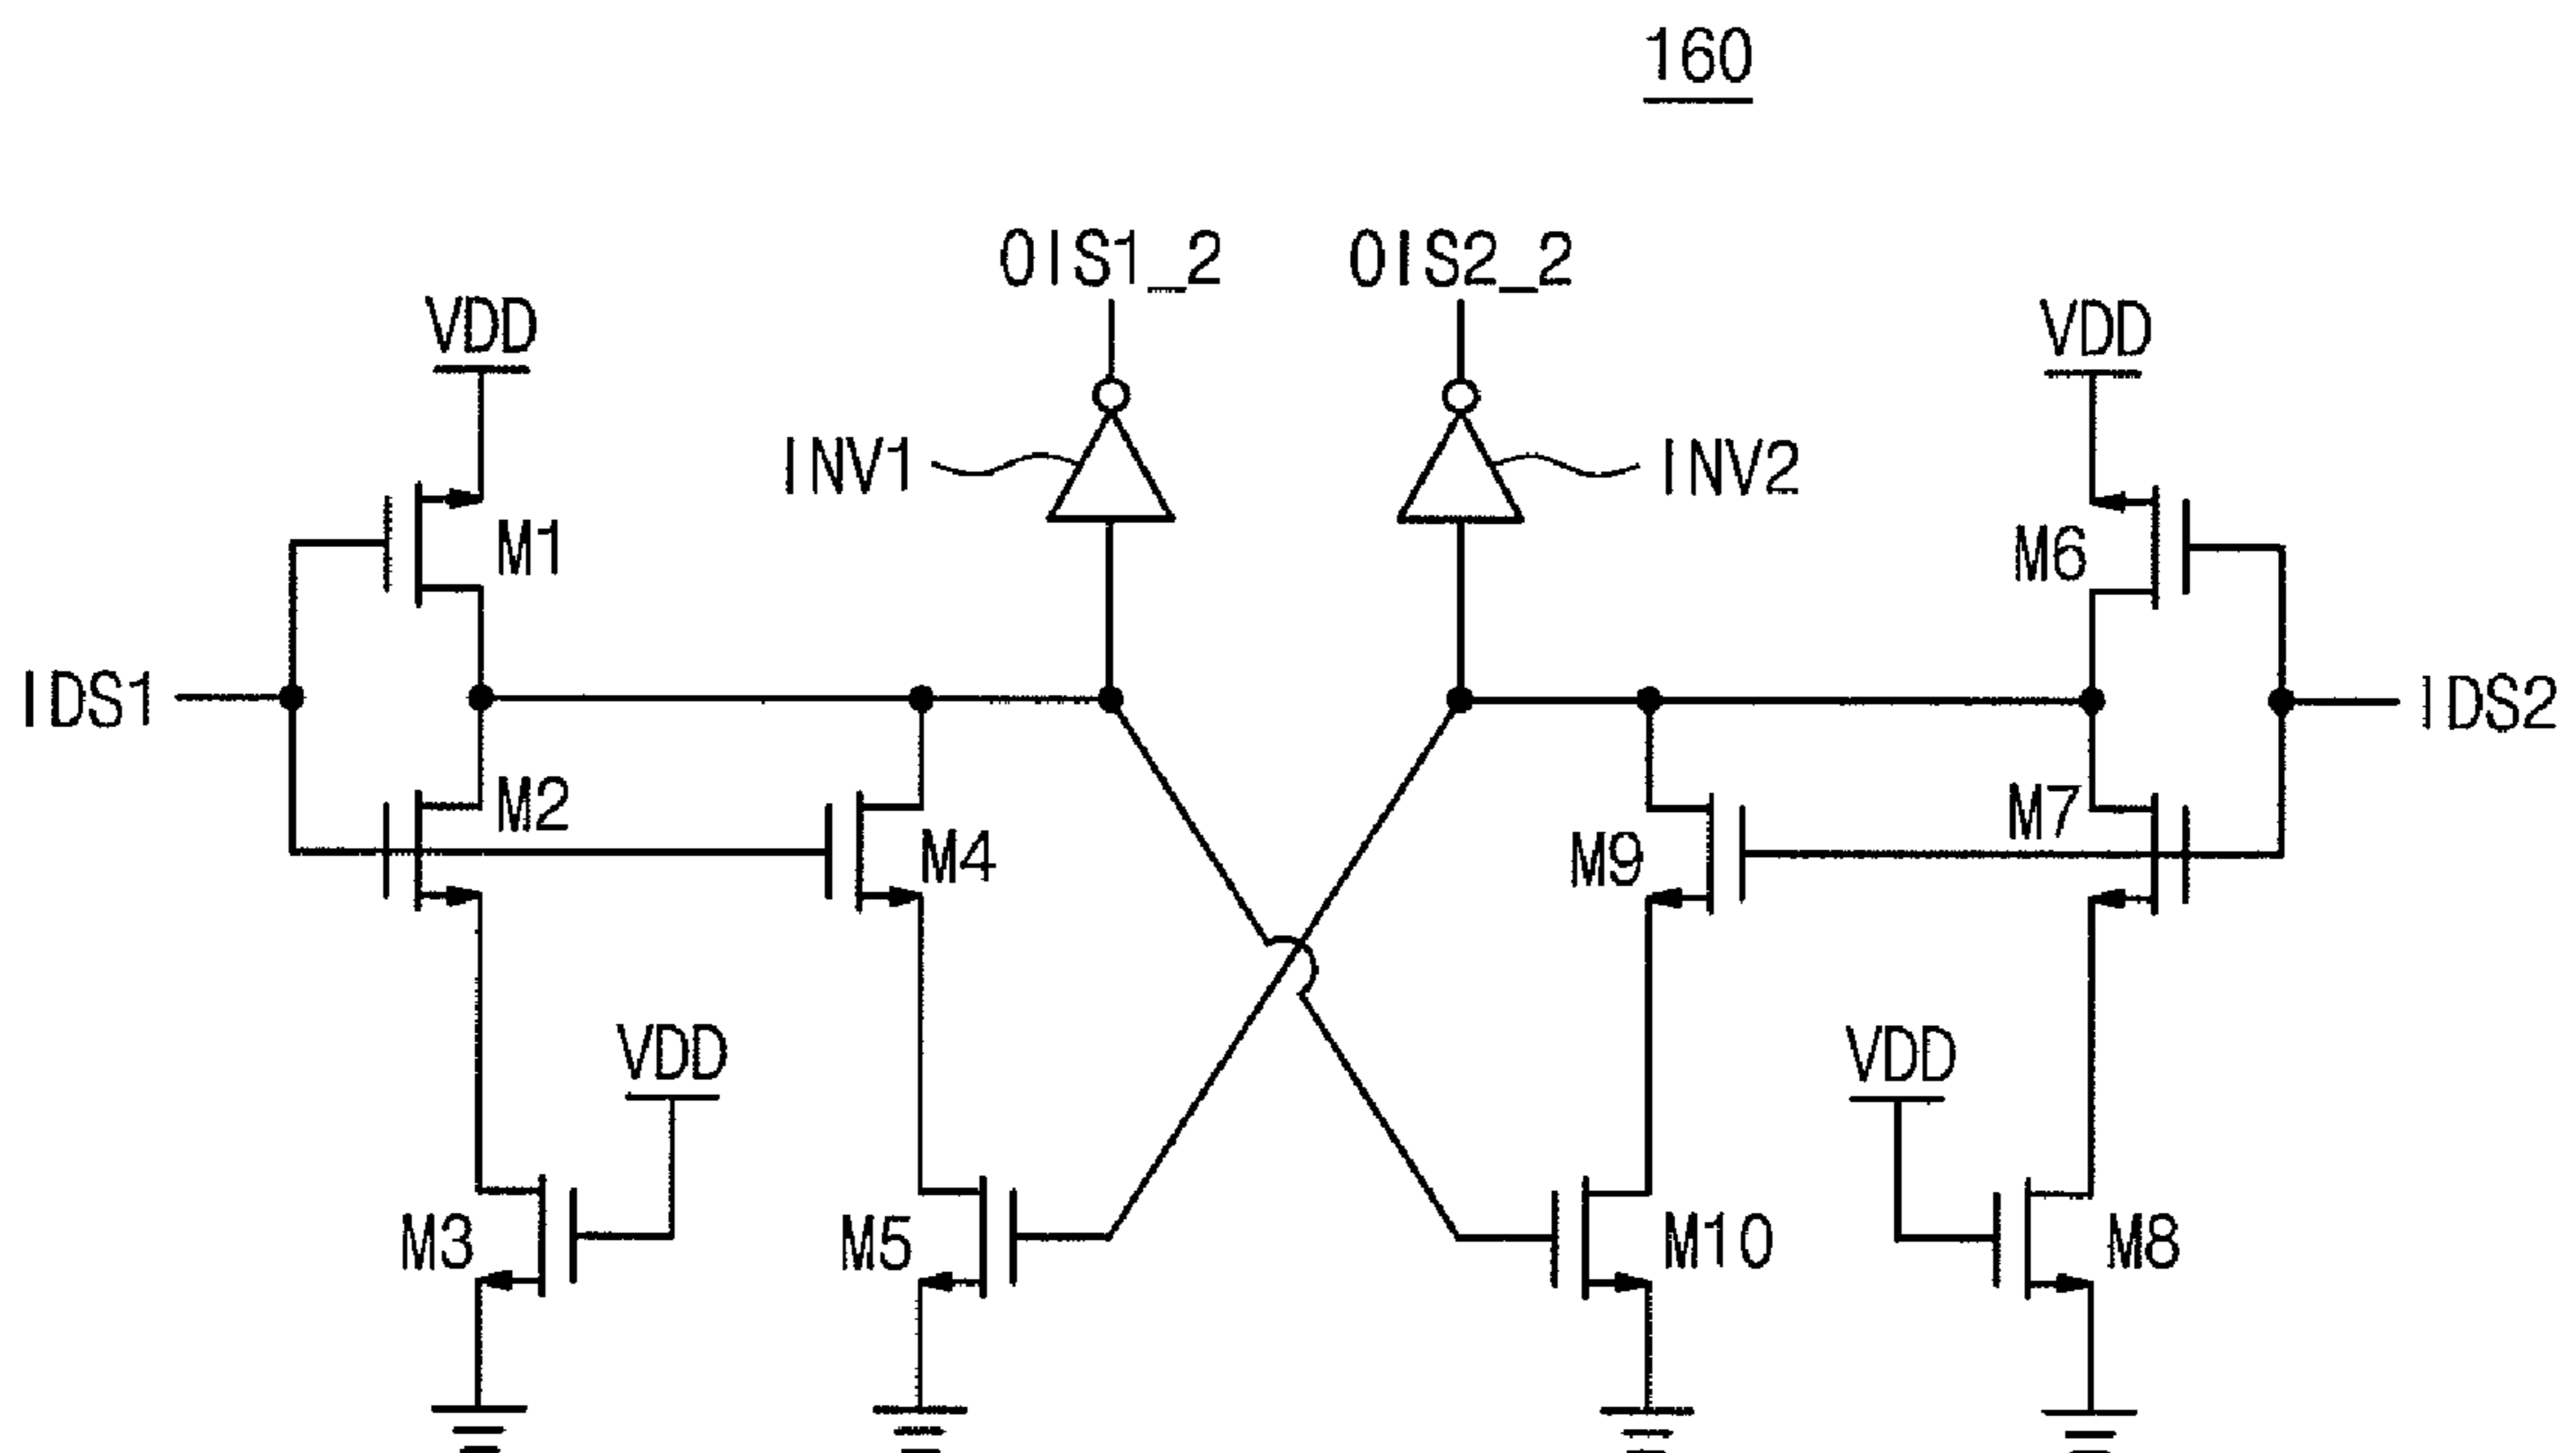 160
OIS1_2
OIS2_2
VDD
VDD
INV1
INV2
M1
M6
IDS1
IDS2
M2
M7
M4
M9
VDD
VDD
M3
M5
M10
M8